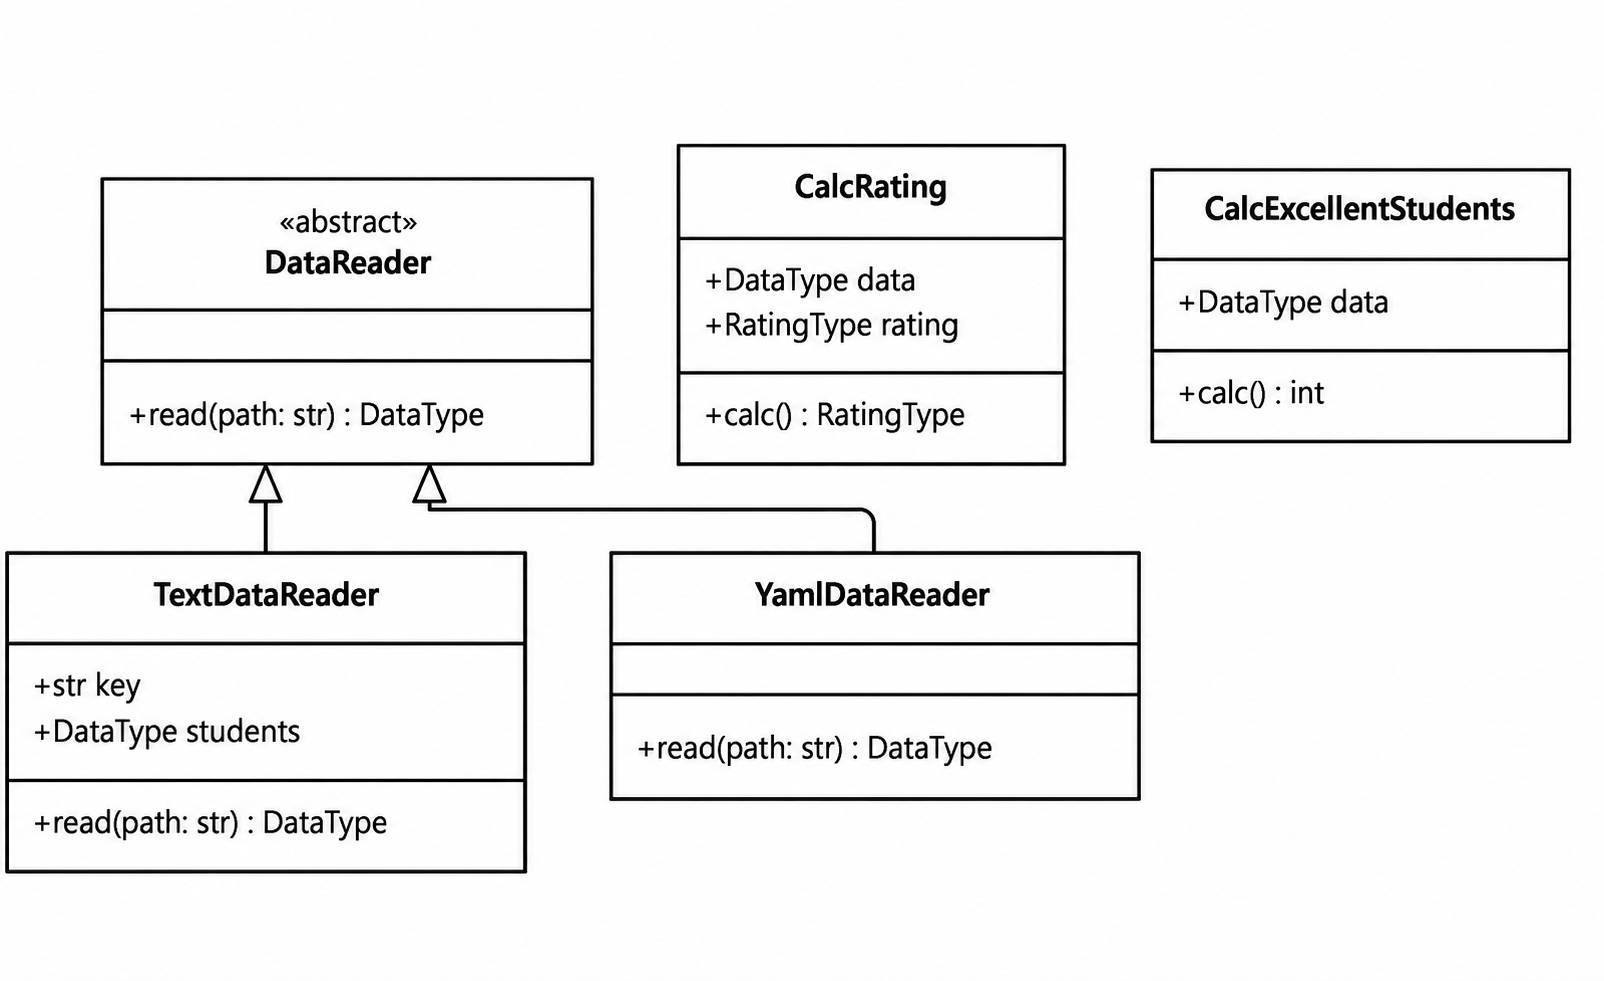 «abstract»
DataReader
+read(path: str) : DataType
CalcRating
+DataType data
+RatingType rating
+calc() : RatingType
CalcExcellentStudents
+DataType data
+calc() : int
TextDataReader
+str key
+DataType students
+read(path: str) : DataType
YamlDataReader
+read(path: str) : DataType